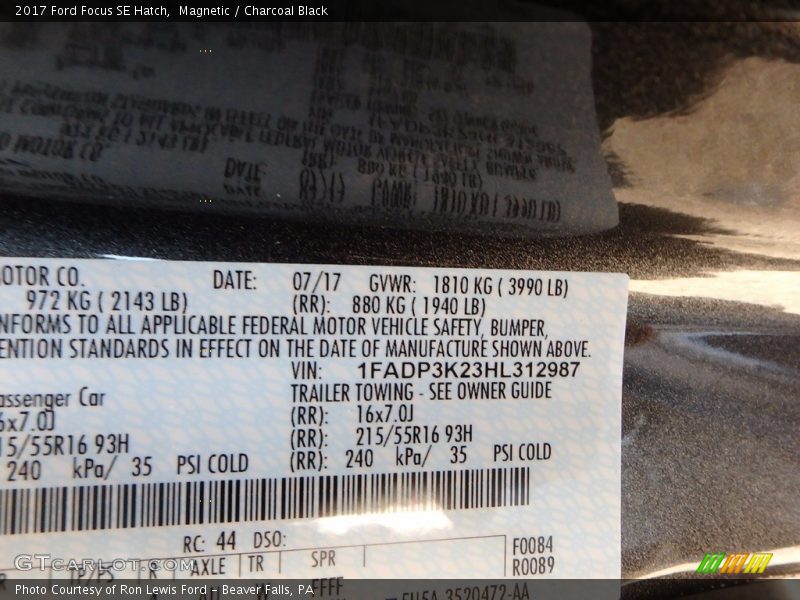 2017 Ford Focus SE Hatch, Magnetic / Charcoal Black
OTOR CO. DATE: 07/17 GVWR: 1810 KG ( 3990 LB)
972 KG ( 2143 LB) (RR): 880 KG ( 1940 LB)
NFORMS TO ALL APPLICABLE FEDERAL MOTOR VEHICLE SAFETY, BUMPER,
ENTION STANDARDS IN EFFECT ON THE DATE OF MANUFACTURE SHOWN ABOVE.
VIN: 1FADP3K23HL312987
assenger Car TRAILER TOWING - SEE OWNER GUIDE
6x7.0J (RR): 16x7.0J
15/55R16 93H (RR): 215/55R16 93H
240 kPa/ 35 PSI COLD (RR): 240 kPa/ 35 PSI COLD
RC: 44 DSO:
AXLE TR SPR F0084
R0089
GTCarLot.com
Photo Courtesy of Ron Lewis Ford - Beaver Falls, PA